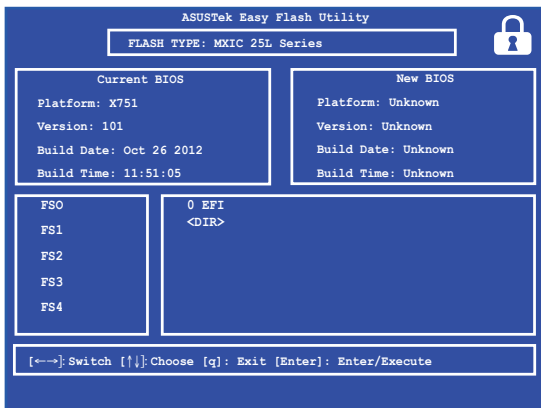 ASUSTek Easy Flash Utility
FLASH TYPE: MXIC 25L Series
Current BIOS
Platform: X751
Version: 101
Build Date: Oct 26 2012
Build Time: 11:51:05
New BIOS
Platform: Unknown
Version: Unknown
Build Date: Unknown
Build Time: Unknown
FSO
FS1
FS2
FS3
FS4
0 EFI
<DIR>
[←→]: Switch [↑↓]: Choose [q]: Exit [Enter]: Enter/Execute